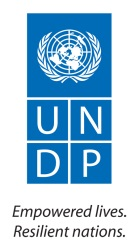 U N
D P
Empowered lives.
Resilient nations.